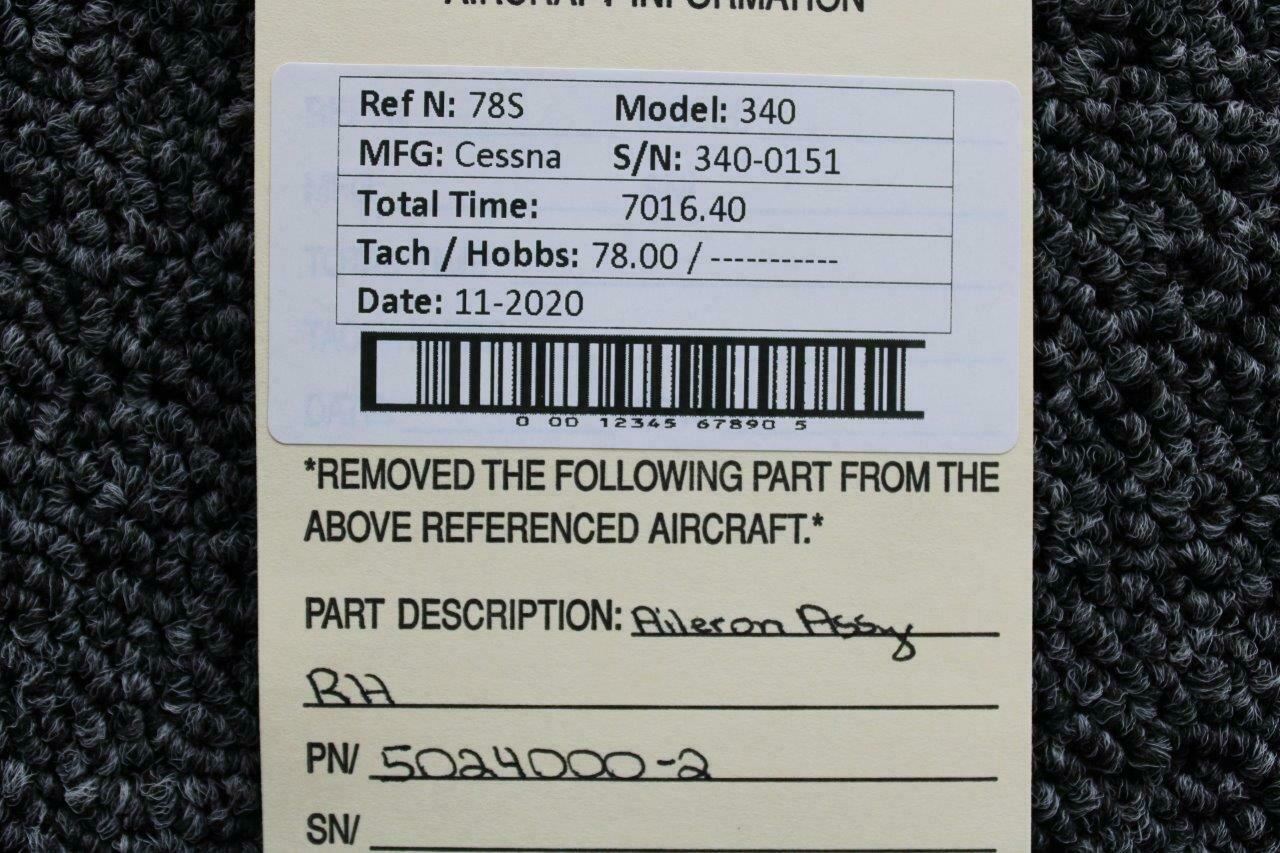 AIRCRAFT INFORMATION
Ref N: 78S Model: 340
MFG: Cessna S/N: 340-0151
Total Time: 7016.40
Tach / Hobbs: 78.00 / -----------
Date: 11-2020
0 00 12345 67890 5
*REMOVED THE FOLLOWING PART FROM THE
ABOVE REFERENCED AIRCRAFT.*
PART DESCRIPTION: Aileron Assy
RH
PN/ 5024000-2
SN/